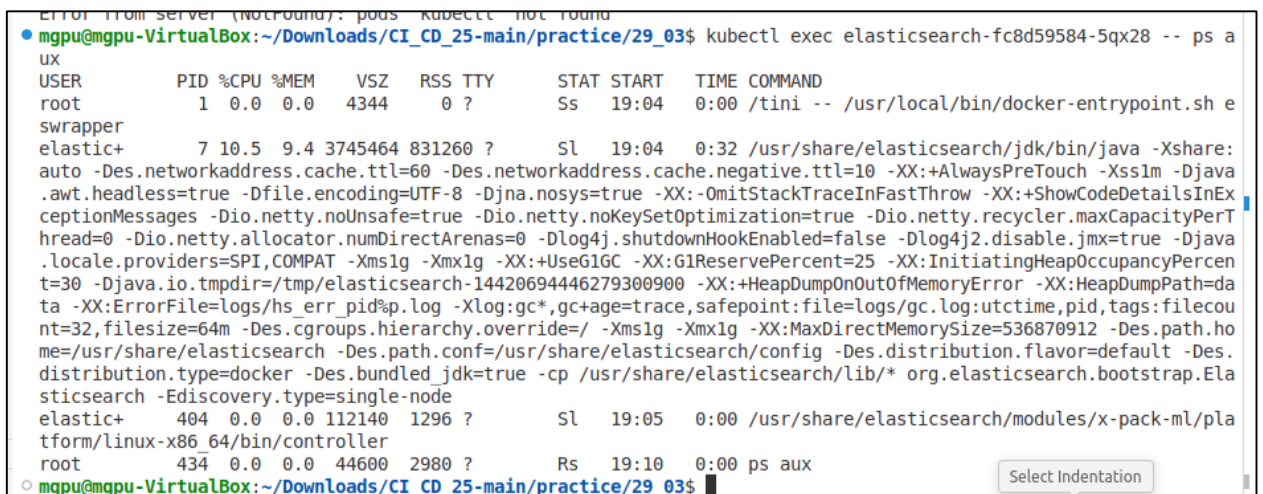 Error from server (NotFound): pods "kubectl" not found
mgpu@mgpu-VirtualBox:~/Downloads/CI_CD_25-main/practice/29_03$ kubectl exec elasticsearch-fc8d59584-5qx28 -- ps a
ux
USER         PID %CPU %MEM    VSZ   RSS TTY      STAT START   TIME COMMAND
root           1  0.0  0.0   4344     0 ?        Ss   19:04   0:00 /tini -- /usr/local/bin/docker-entrypoint.sh e
swrapper
elastic+       7 10.5  9.4 3745464 831260 ?      Sl   19:04   0:32 /usr/share/elasticsearch/jdk/bin/java -Xshare:
auto -Des.networkaddress.cache.ttl=60 -Des.networkaddress.cache.negative.ttl=10 -XX:+AlwaysPreTouch -Xss1m -Djava
.awt.headless=true -Dfile.encoding=UTF-8 -Djna.nosys=true -XX:-OmitStackTraceInFastThrow -XX:+ShowCodeDetailsInEx
ceptionMessages -Dio.netty.noUnsafe=true -Dio.netty.noKeySetOptimization=true -Dio.netty.recycler.maxCapacityPerT
hread=0 -Dio.netty.allocator.numDirectArenas=0 -Dlog4j.shutdownHookEnabled=false -Dlog4j2.disable.jmx=true -Djava
.locale.providers=SPI,COMPAT -Xms1g -Xmx1g -XX:+UseG1GC -XX:G1ReservePercent=25 -XX:InitiatingHeapOccupancyPercen
t=30 -Djava.io.tmpdir=/tmp/elasticsearch-14420694446279300900 -XX:+HeapDumpOnOutOfMemoryError -XX:HeapDumpPath=da
ta -XX:ErrorFile=logs/hs_err_pid%p.log -Xlog:gc*,gc+age=trace,safepoint:file=logs/gc.log:utctime,pid,tags:filecou
nt=32,filesize=64m -Des.cgroups.hierarchy.override=/ -Xms1g -Xmx1g -XX:MaxDirectMemorySize=536870912 -Des.path.ho
me=/usr/share/elasticsearch -Des.path.conf=/usr/share/elasticsearch/config -Des.distribution.flavor=default -Des.
distribution.type=docker -Des.bundled_jdk=true -cp /usr/share/elasticsearch/lib/* org.elasticsearch.bootstrap.Ela
sticsearch -Ediscovery.type=single-node
elastic+     404  0.0  0.0 112140  1296 ?        Sl   19:05   0:00 /usr/share/elasticsearch/modules/x-pack-ml/pla
tform/linux-x86_64/bin/controller
root         434  0.0  0.0  44600  2980 ?        Rs   19:10   0:00 ps aux
Select Indentation
mgpu@mgpu-VirtualBox:~/Downloads/CI_CD_25-main/practice/29_03$